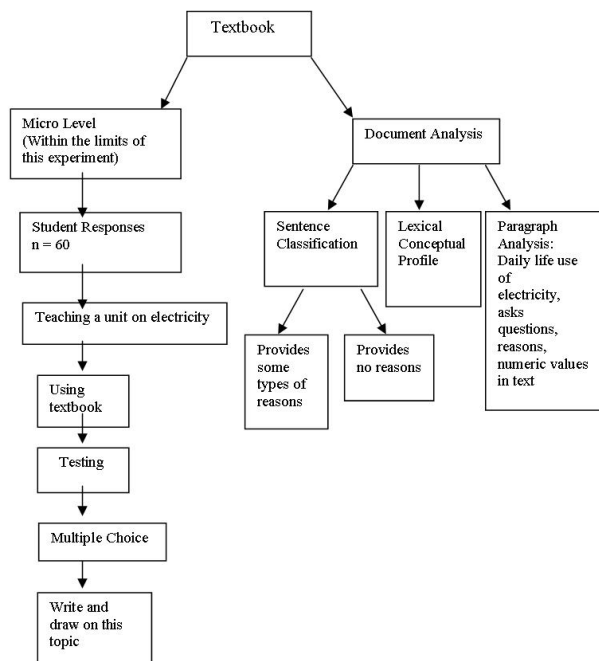 Textbook
Micro Level
(Within the limits of
this experiment)
Student Responses
n = 60
Teaching a unit on electricity
Using
textbook
Testing
Multiple Choice
Write and
draw on this
topic
Document Analysis
Sentence
Classification
Provides
some
types of
reasons
Provides
no reasons
Lexical
Conceptual
Profile
Paragraph
Analysis:
Daily life use
of
electricity,
asks
questions,
reasons,
numeric values
in text